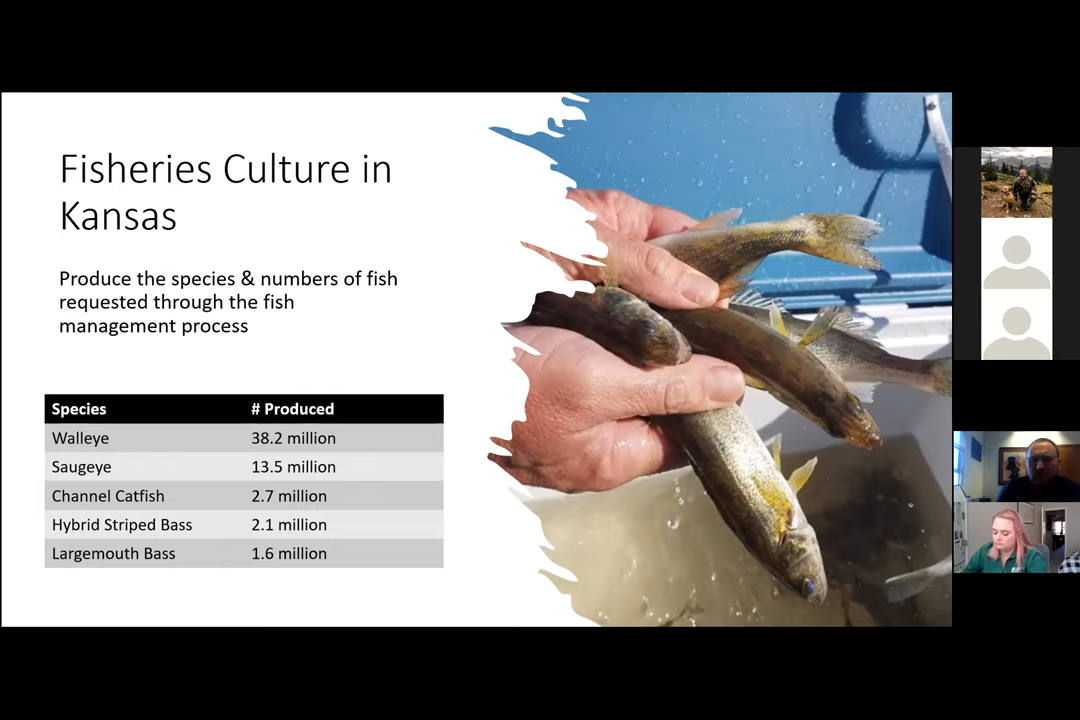 Fisheries Culture in
Kansas
Produce the species & numbers of fish
requested through the fish
management process
Species # Produced
Walleye 38.2 million
Saugeye 13.5 million
Channel Catfish 2.7 million
Hybrid Striped Bass 2.1 million
Largemouth Bass 1.6 million